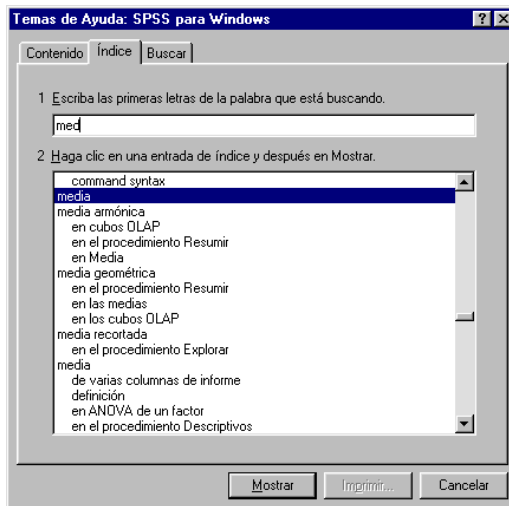 Temas de Ayuda: SPSS para Windows
Contenido Índice Buscar
1 Escriba las primeras letras de la palabra que está buscando.
med
2 Haga clic en una entrada de índice y después en Mostrar.
command syntax
media
media armónica
en cubos OLAP
en el procedimiento Resumir
en Media
media geométrica
en el procedimiento Resumir
en las medias
en los cubos OLAP
media recortada
en el procedimiento Explorar
media
de varias columnas de informe
definición
en ANOVA de un factor
en el procedimiento Descriptivos
Mostrar Imprimir... Cancelar